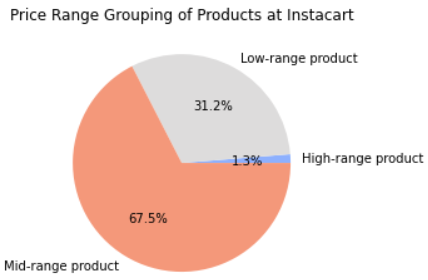 Price Range Grouping of Products at Instacart
Low-range product
31.2%
High-range product
1.3%
67.5%
Mid-range product